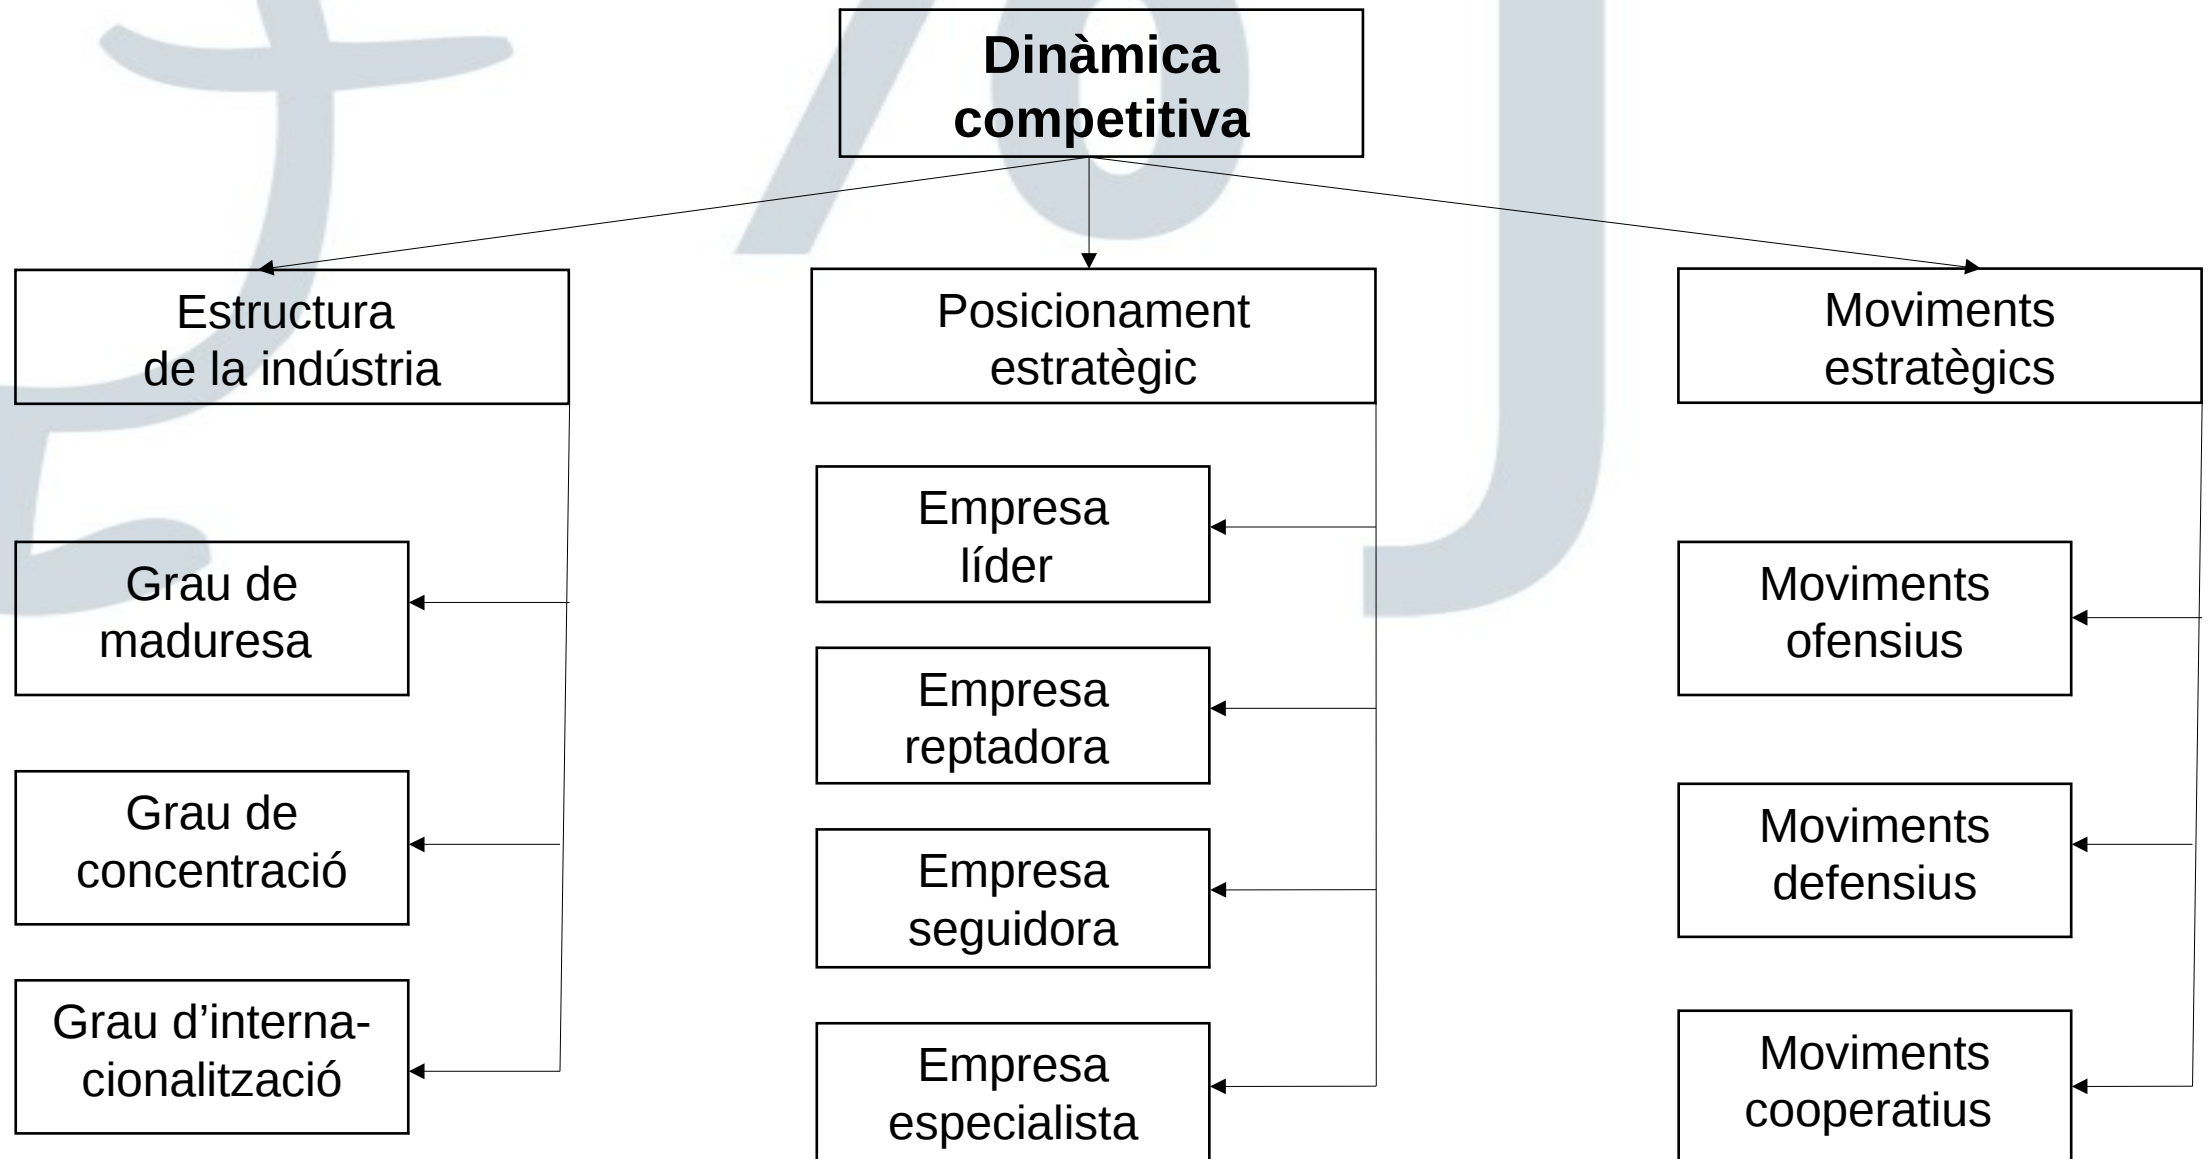 Dinàmica
competitiva
Estructura
de la indústria
Grau de
maduresa
Grau de
concentració
Grau d’interna-
cionalització
Posicionament
estratègic
Empresa
líder
Empresa
reptadora
Empresa
seguidora
Empresa
especialista
Moviments
estratègics
Moviments
ofensius
Moviments
defensius
Moviments
cooperatius